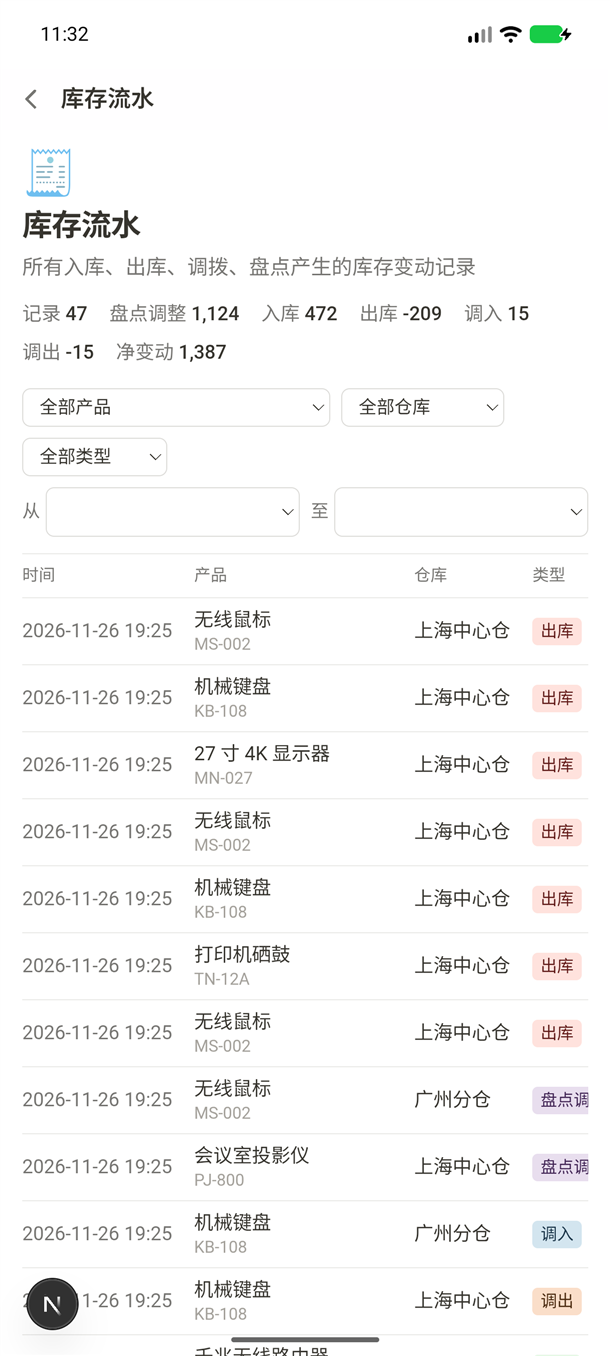 11:32
库存流水
库存流水
所有入库、出库、调拨、盘点产生的库存变动记录
记录 47 盘点调整 1,124 入库 472 出库 -209 调入 15
调出 -15 净变动 1,387
全部产品 全部仓库
全部类型
从 至
时间 产品 仓库 类型
2026-11-26 19:25 无线鼠标 上海中心仓 出库
MS-002
2026-11-26 19:25 机械键盘 上海中心仓 出库
KB-108
2026-11-26 19:25 27 寸 4K 显示器 上海中心仓 出库
MN-027
2026-11-26 19:25 无线鼠标 上海中心仓 出库
MS-002
2026-11-26 19:25 机械键盘 上海中心仓 出库
KB-108
2026-11-26 19:25 打印机硒鼓 上海中心仓 出库
TN-12A
2026-11-26 19:25 无线鼠标 上海中心仓 出库
MS-002
2026-11-26 19:25 无线鼠标 广州分仓 盘点调
MS-002
2026-11-26 19:25 会议室投影仪 上海中心仓 盘点调
PJ-800
2026-11-26 19:25 机械键盘 广州分仓 调入
KB-108
N 1-26 19:25 机械键盘 上海中心仓 调出
KB-108